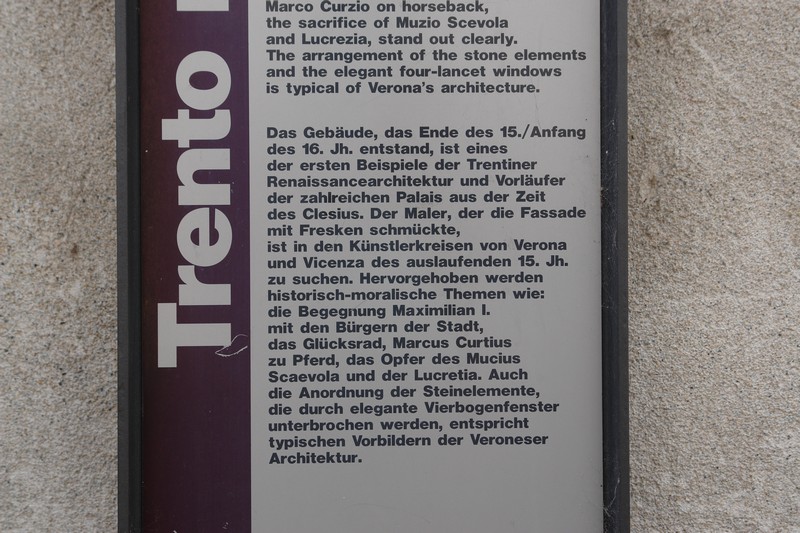 Trento
Marco Curzio on horseback,
the sacrifice of Muzio Scevola
and Lucrezia, stand out clearly.
The arrangement of the stone elements
and the elegant four-lancet windows
is typical of Verona's architecture.
Das Gebäude, das Ende des 15./Anfang
des 16. Jh. entstand, ist eines
der ersten Beispiele der Trentiner
Renaissancearchitektur und Vorläufer
der zahlreichen Palais aus der Zeit
des Clesius. Der Maler, der die Fassade
mit Fresken schmückte,
ist in den Künstlerkreisen von Verona
und Vicenza des auslaufenden 15. Jh.
zu suchen. Hervorgehoben werden
historisch-moralische Themen wie:
die Begegnung Maximilian I.
mit den Bürgern der Stadt,
das Glücksrad, Marcus Curtius
zu Pferd, das Opfer des Mucius
Scaevola und der Lucretia. Auch
die Anordnung der Steinelemente,
die durch elegante Vierbogenfenster
unterbrochen werden, entspricht
typischen Vorbildern der Veroneser
Architektur.